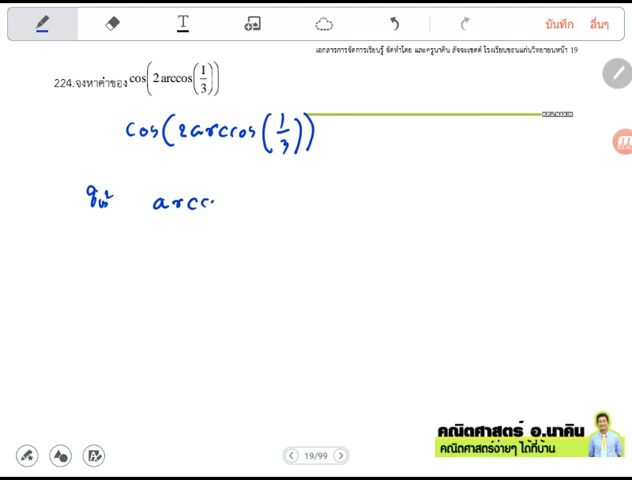 บันทึก อื่นๆ
เอกสารการจัดการเรียนรู้ จัดทำโดย และครูนาคิน สัจจะเขตต์ โรงเรียนขอนแก่นวิทยายนหน้า 19
224.จงหาค่าของ cos(2 arccos(1/3))
cos(2arccos(1/3))
ให้ arcc
19/99
คณิตศาสตร์ อ.นาคิน
คณิตศาสตร์ง่ายๆ ได้ที่บ้าน